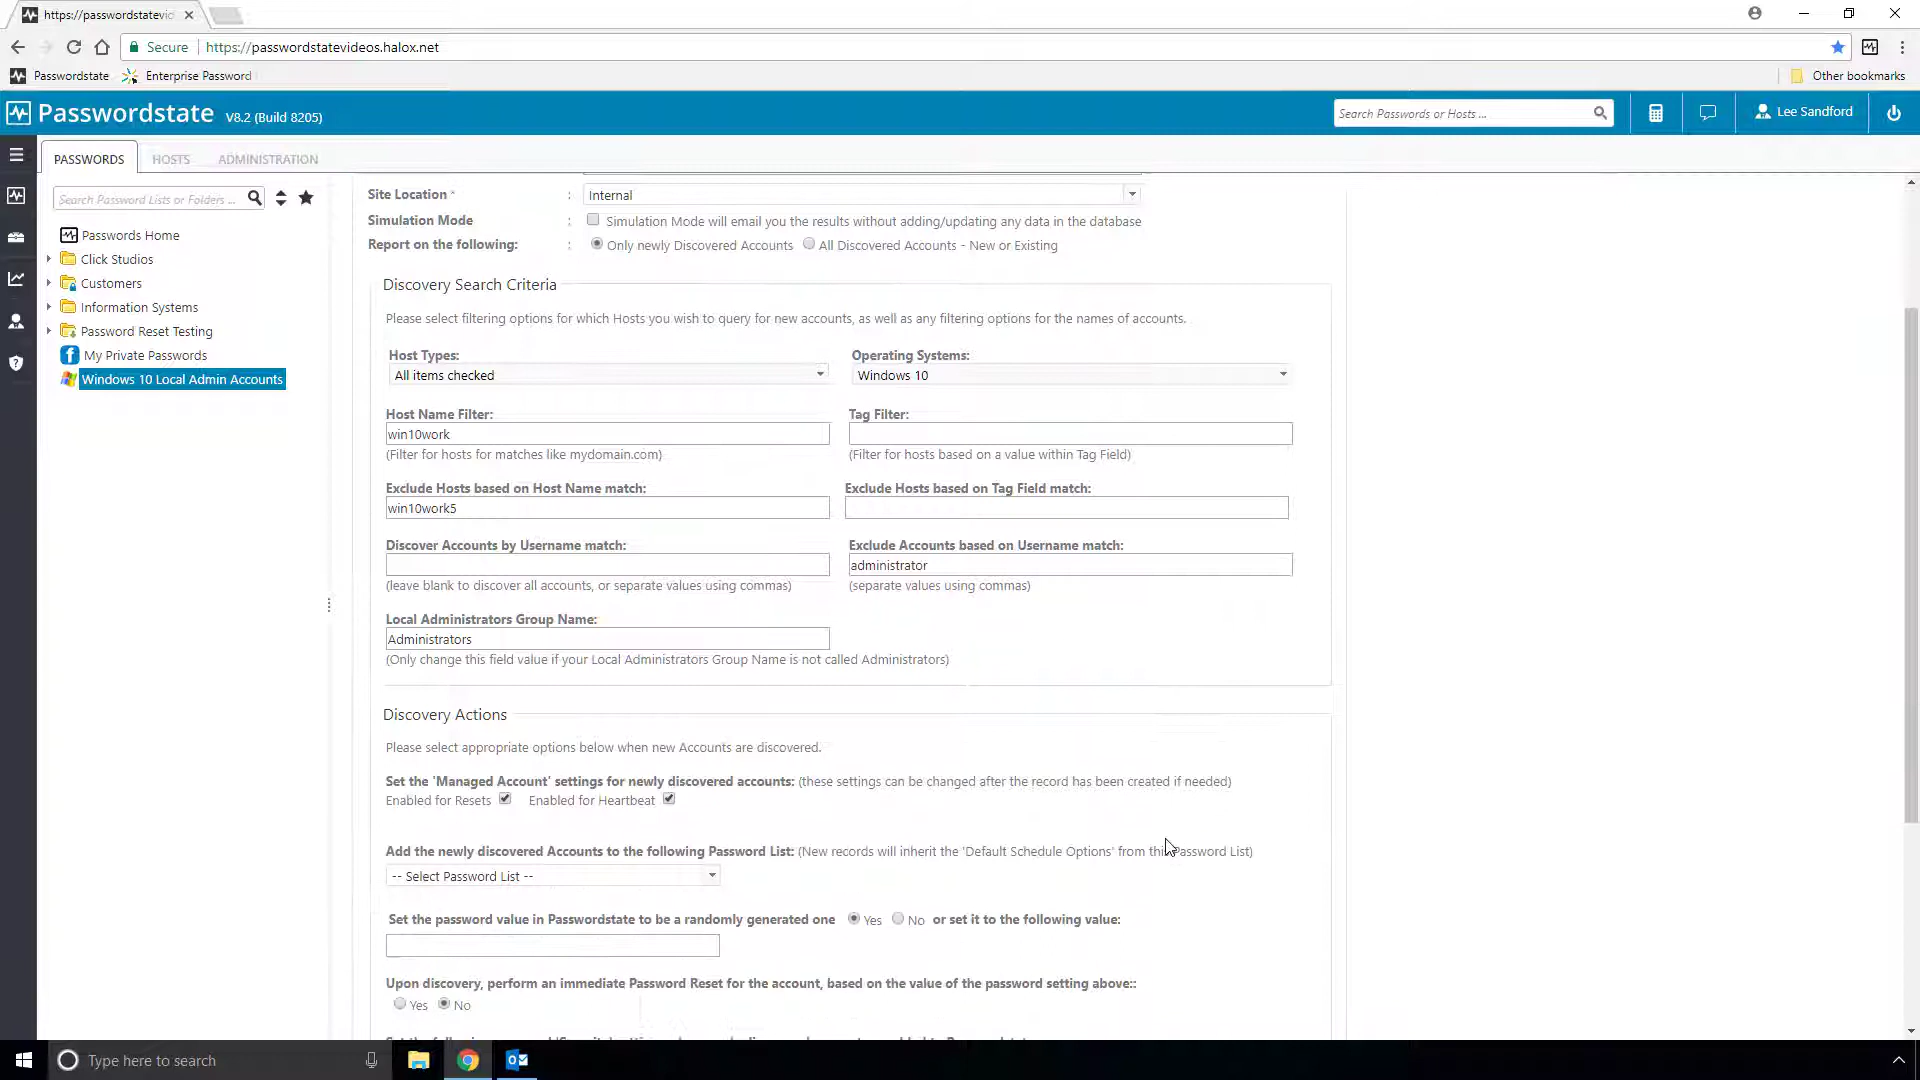 https://passwordstatevid
Secure https://passwordstatevideos.halox.net
Passwordstate Enterprise Password Other bookmarks
Passwordstate V8.2 (Build 8205) Search Passwords or Hosts ... Lee Sandford
PASSWORDS HOSTS ADMINISTRATION
Search Password Lists or Folders ...
Passwords Home
Click Studios
Customers
Information Systems
Password Reset Testing
My Private Passwords
Windows 10 Local Admin Accounts
Site Location * : Internal
Simulation Mode : Simulation Mode will email you the results without adding/updating any data in the database
Report on the following: : Only newly Discovered Accounts All Discovered Accounts - New or Existing
Discovery Search Criteria
Please select filtering options for which Hosts you wish to query for new accounts, as well as any filtering options for the names of accounts.
Host Types: Operating Systems:
All items checked Windows 10
Host Name Filter: Tag Filter:
win10work
(Filter for hosts for matches like mydomain.com) (Filter for hosts based on a value within Tag Field)
Exclude Hosts based on Host Name match: Exclude Hosts based on Tag Field match:
win10work5
Discover Accounts by Username match: Exclude Accounts based on Username match:
administrator
(leave blank to discover all accounts, or separate values using commas) (separate values using commas)
Local Administrators Group Name:
Administrators
(Only change this field value if your Local Administrators Group Name is not called Administrators)
Discovery Actions
Please select appropriate options below when new Accounts are discovered.
Set the 'Managed Account' settings for newly discovered accounts: (these settings can be changed after the record has been created if needed)
Enabled for Resets Enabled for Heartbeat
Add the newly discovered Accounts to the following Password List: (New records will inherit the 'Default Schedule Options' from this Password List)
-- Select Password List --
Set the password value in Passwordstate to be a randomly generated one Yes No or set it to the following value:
Upon discovery, perform an immediate Password Reset for the account, based on the value of the password setting above::
Yes No
Type here to search